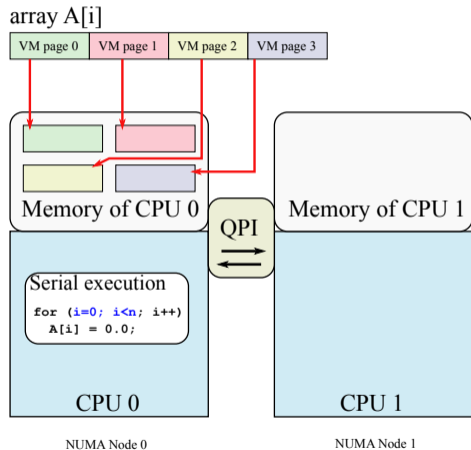 array A[i]
VM page 0 VM page 1 VM page 2 VM page 3
Memory of CPU 0
Memory of CPU 1
QPI
Serial execution
for (i=0; i<n; i++)
A[i] = 0.0;
CPU 0
CPU 1
NUMA Node 0
NUMA Node 1